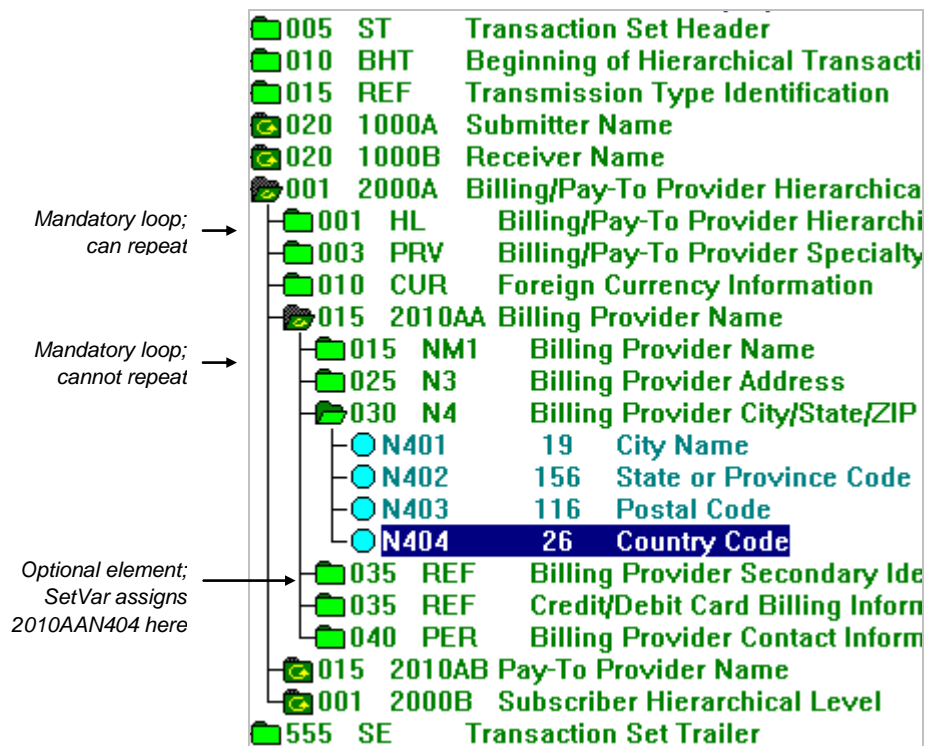 005 ST Transaction Set Header
010 BHT Beginning of Hierarchical Transacti
015 REF Transmission Type Identification
020 1000A Submitter Name
020 1000B Receiver Name
001 2000A Billing/Pay-To Provider Hierarchica
Mandatory loop;
can repeat
001 HL Billing/Pay-To Provider Hierarchi
003 PRV Billing/Pay-To Provider Specialty
010 CUR Foreign Currency Information
015 2010AA Billing Provider Name
Mandatory loop;
cannot repeat
015 NM1 Billing Provider Name
025 N3 Billing Provider Address
030 N4 Billing Provider City/State/ZIP
N401 19 City Name
N402 156 State or Province Code
N403 116 Postal Code
N404 26 Country Code
Optional element;
SetVar assigns
2010AAN404 here
035 REF Billing Provider Secondary Ide
035 REF Credit/Debit Card Billing Inform
040 PER Billing Provider Contact Inform
015 2010AB Pay-To Provider Name
001 2000B Subscriber Hierarchical Level
555 SE Transaction Set Trailer